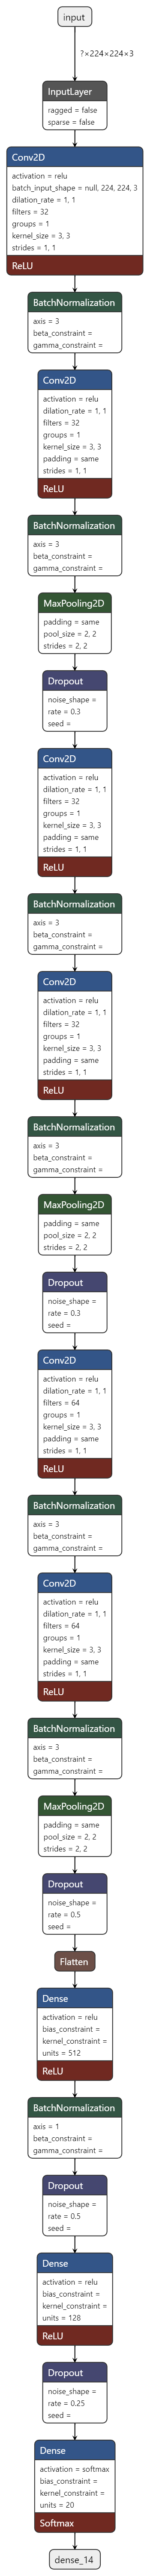 input
?×224×224×3
InputLayer
ragged = false
sparse = false
Conv2D
activation = relu
batch_input_shape = null, 224, 224, 3
dilation_rate = 1, 1
filters = 32
groups = 1
kernel_size = 3, 3
strides = 1, 1
ReLU
BatchNormalization
axis = 3
beta_constraint =
gamma_constraint =
Conv2D
activation = relu
dilation_rate = 1, 1
filters = 32
groups = 1
kernel_size = 3, 3
padding = same
strides = 1, 1
ReLU
BatchNormalization
axis = 3
beta_constraint =
gamma_constraint =
MaxPooling2D
padding = same
pool_size = 2, 2
strides = 2, 2
Dropout
noise_shape =
rate = 0.3
seed =
Conv2D
activation = relu
dilation_rate = 1, 1
filters = 32
groups = 1
kernel_size = 3, 3
padding = same
strides = 1, 1
ReLU
BatchNormalization
axis = 3
beta_constraint =
gamma_constraint =
Conv2D
activation = relu
dilation_rate = 1, 1
filters = 32
groups = 1
kernel_size = 3, 3
padding = same
strides = 1, 1
ReLU
BatchNormalization
axis = 3
beta_constraint =
gamma_constraint =
MaxPooling2D
padding = same
pool_size = 2, 2
strides = 2, 2
Dropout
noise_shape =
rate = 0.3
seed =
Conv2D
activation = relu
dilation_rate = 1, 1
filters = 64
groups = 1
kernel_size = 3, 3
padding = same
strides = 1, 1
ReLU
BatchNormalization
axis = 3
beta_constraint =
gamma_constraint =
Conv2D
activation = relu
dilation_rate = 1, 1
filters = 64
groups = 1
kernel_size = 3, 3
padding = same
strides = 1, 1
ReLU
BatchNormalization
axis = 3
beta_constraint =
gamma_constraint =
MaxPooling2D
padding = same
pool_size = 2, 2
strides = 2, 2
Dropout
noise_shape =
rate = 0.5
seed =
Flatten
Dense
activation = relu
bias_constraint =
kernel_constraint =
units = 512
ReLU
BatchNormalization
axis = 1
beta_constraint =
gamma_constraint =
Dropout
noise_shape =
rate = 0.5
seed =
Dense
activation = relu
bias_constraint =
kernel_constraint =
units = 128
ReLU
Dropout
noise_shape =
rate = 0.25
seed =
Dense
activation = softmax
bias_constraint =
kernel_constraint =
units = 20
Softmax
dense_14